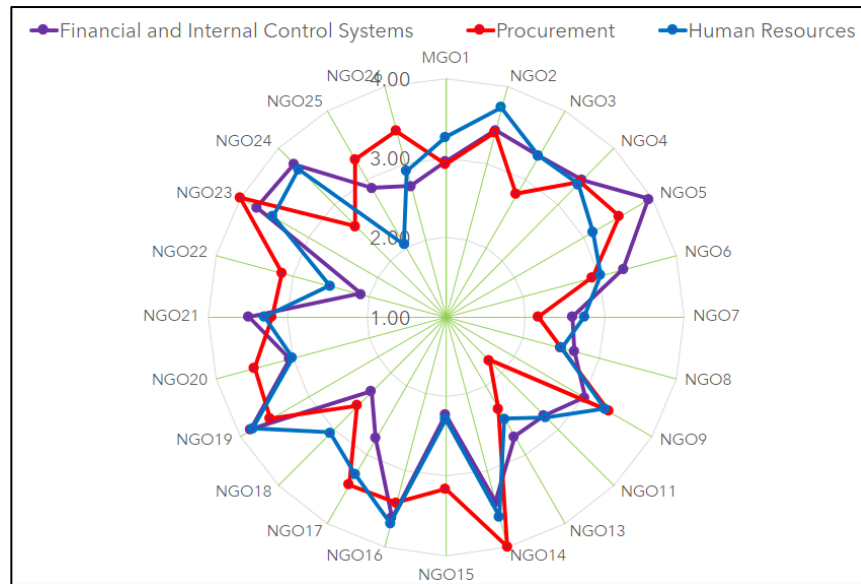 Financial and Internal Control Systems Procurement Human Resources
MGO1
NGO2
NGO3
NGO4
NGO5
NGO6
NGO7
NGO8
NGO9
NGO11
NGO13
NGO14
NGO15
NGO16
NGO17
NGO18
NGO19
NGO20
NGO21
NGO22
NGO23
NGO24
NGO25
NGO26
4.00
3.00
2.00
1.00